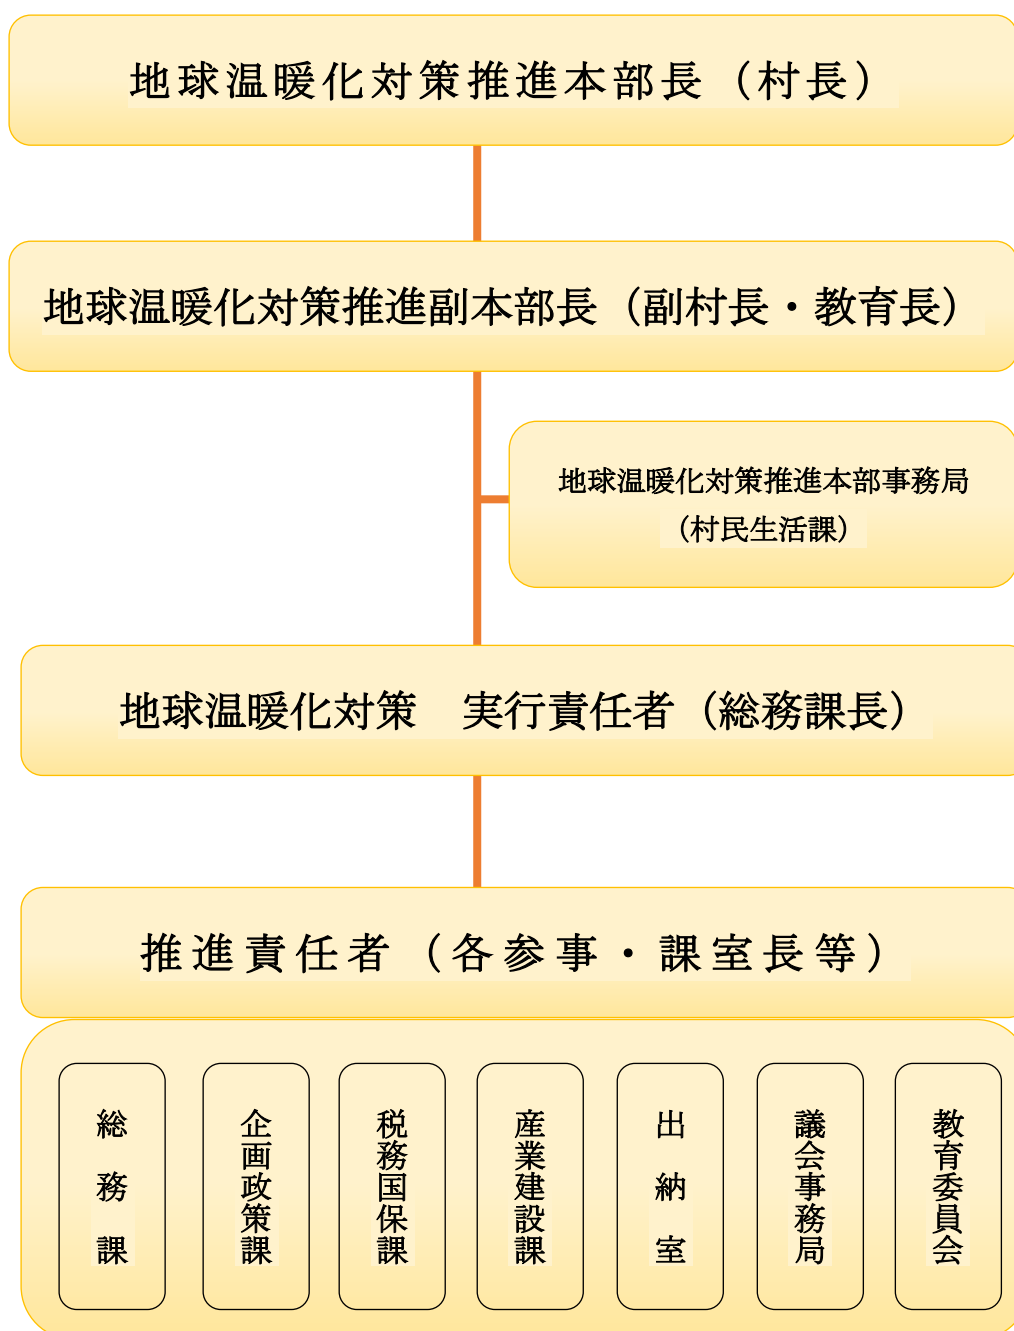 地球温暖化対策推進本部長（村長）
地球温暖化対策推進副本部長（副村長・教育長）
地球温暖化対策推進本部事務局
（村民生活課）
地球温暖化対策　実行責任者（総務課長）
推進責任者（各参事・課室長等）
総務課
企画政策課
税務国保課
産業建設課
出納室
議会事務局
教育委員会